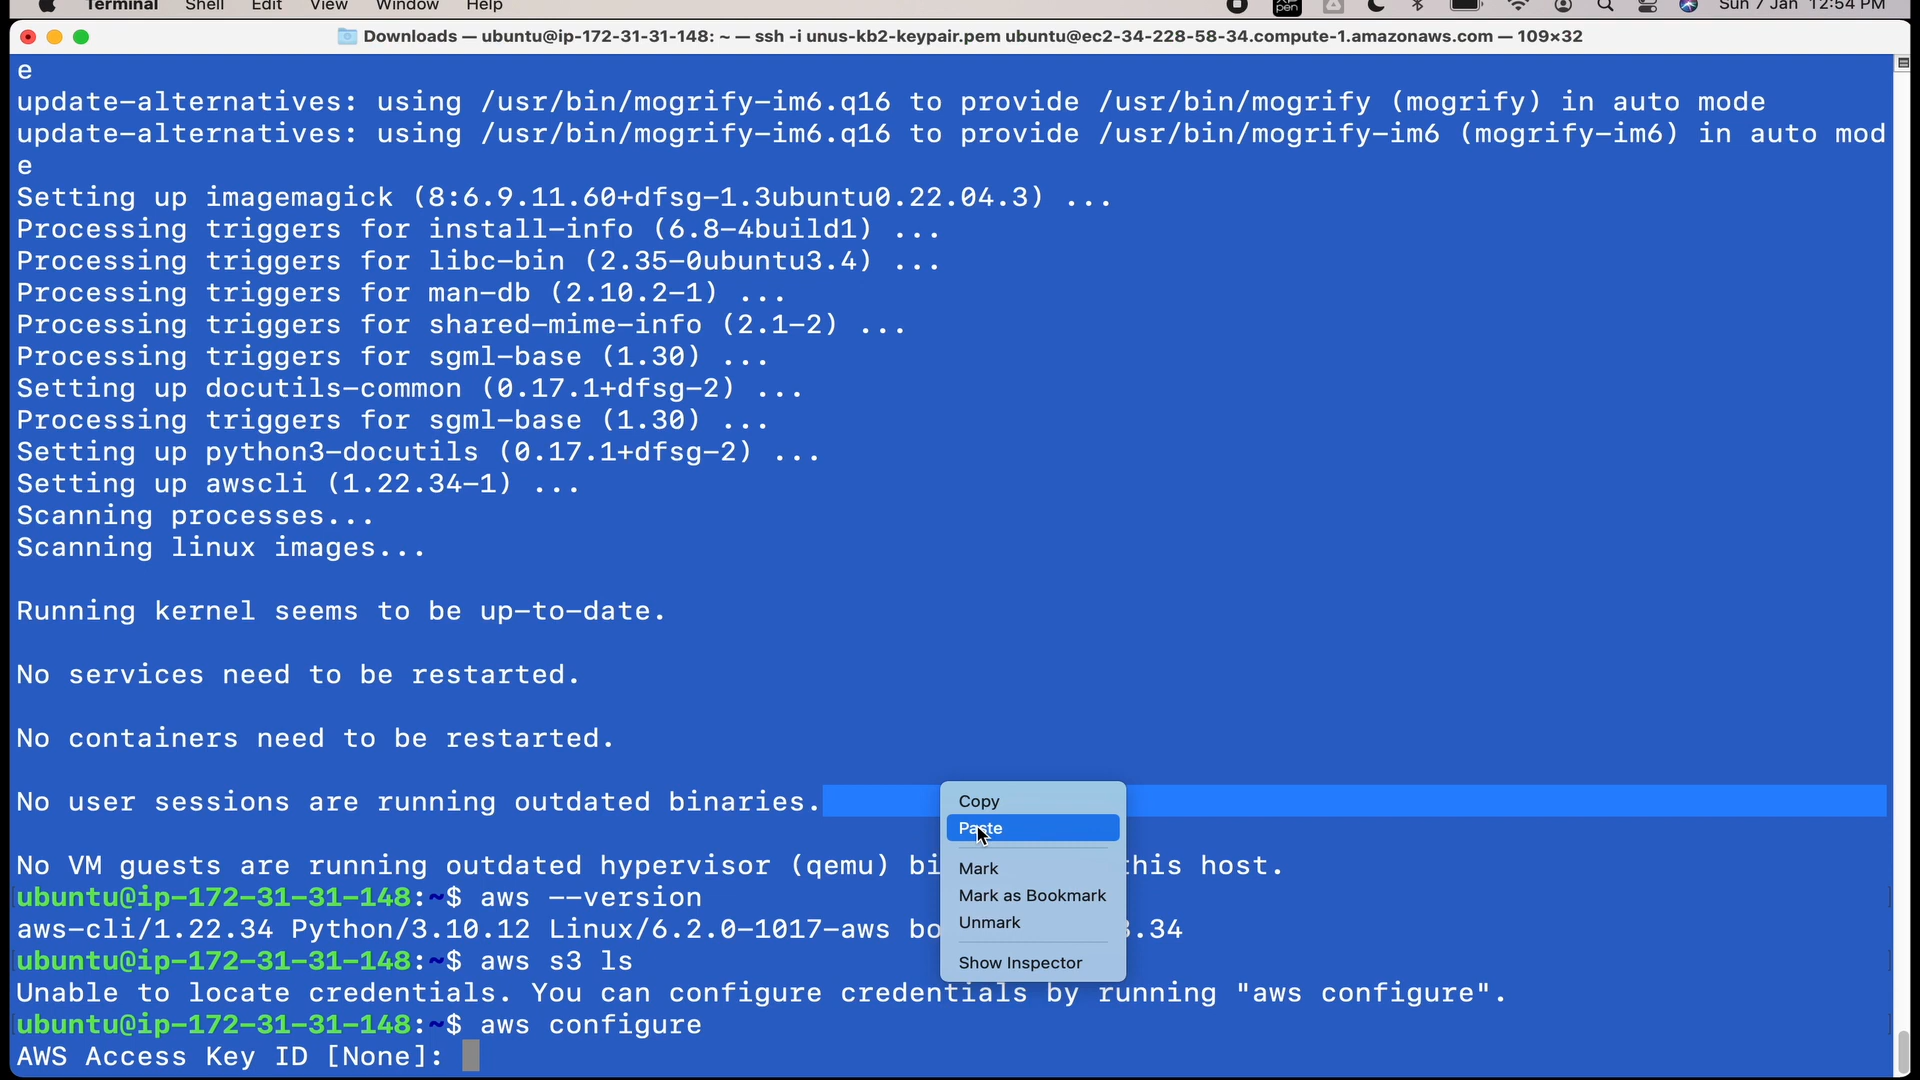 Terminal Shell Edit View Window Help
pen
Sun 7 Jan 12:54 PM
Downloads — ubuntu@ip-172-31-31-148: ~ — ssh -i unus-kb2-keypair.pem ubuntu@ec2-34-228-58-34.compute-1.amazonaws.com — 109×32
e
update-alternatives: using /usr/bin/mogrify-im6.q16 to provide /usr/bin/mogrify (mogrify) in auto mode
update-alternatives: using /usr/bin/mogrify-im6.q16 to provide /usr/bin/mogrify-im6 (mogrify-im6) in auto mod
e
Setting up imagemagick (8:6.9.11.60+dfsg-1.3ubuntu0.22.04.3) ...
Processing triggers for install-info (6.8-4build1) ...
Processing triggers for libc-bin (2.35-0ubuntu3.4) ...
Processing triggers for man-db (2.10.2-1) ...
Processing triggers for shared-mime-info (2.1-2) ...
Processing triggers for sgml-base (1.30) ...
Setting up docutils-common (0.17.1+dfsg-2) ...
Processing triggers for sgml-base (1.30) ...
Setting up python3-docutils (0.17.1+dfsg-2) ...
Setting up awscli (1.22.34-1) ...
Scanning processes...
Scanning linux images...
Running kernel seems to be up-to-date.
No services need to be restarted.
No containers need to be restarted.
No user sessions are running outdated binaries.
Copy
Paste
Mark
Mark as Bookmark
Unmark
Show Inspector
No VM guests are running outdated hypervisor (qemu) bi this host.
ubuntu@ip-172-31-31-148:~$ aws --version
aws-cli/1.22.34 Python/3.10.12 Linux/6.2.0-1017-aws bo .34
ubuntu@ip-172-31-31-148:~$ aws s3 ls
Unable to locate credentials. You can configure credentials by running "aws configure".
ubuntu@ip-172-31-31-148:~$ aws configure
AWS Access Key ID [None]: